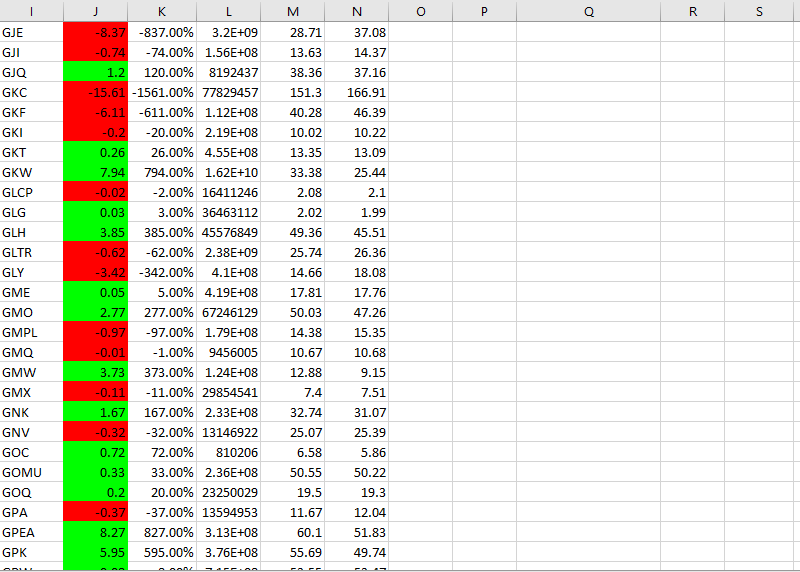 I J K L M N O P Q R S
GJE -8.37 -837.00% 3.2E+09 28.71 37.08
GJI -0.74 -74.00% 1.56E+08 13.63 14.37
GJQ 1.2 120.00% 8192437 38.36 37.16
GKC -15.61 -1561.00% 77829457 151.3 166.91
GKF -6.11 -611.00% 1.12E+08 40.28 46.39
GKI -0.2 -20.00% 2.19E+08 10.02 10.22
GKT 0.26 26.00% 4.55E+08 13.35 13.09
GKW 7.94 794.00% 1.62E+10 33.38 25.44
GLCP -0.02 -2.00% 16411246 2.08 2.1
GLG 0.03 3.00% 36463112 2.02 1.99
GLH 3.85 385.00% 45576849 49.36 45.51
GLTR -0.62 -62.00% 2.38E+09 25.74 26.36
GLY -3.42 -342.00% 4.1E+08 14.66 18.08
GME 0.05 5.00% 4.19E+08 17.81 17.76
GMO 2.77 277.00% 67246129 50.03 47.26
GMPL -0.97 -97.00% 1.79E+08 14.38 15.35
GMQ -0.01 -1.00% 9456005 10.67 10.68
GMW 3.73 373.00% 1.24E+08 12.88 9.15
GMX -0.11 -11.00% 29854541 7.4 7.51
GNK 1.67 167.00% 2.33E+08 32.74 31.07
GNV -0.32 -32.00% 13146922 25.07 25.39
GOC 0.72 72.00% 810206 6.58 5.86
GOMU 0.33 33.00% 2.36E+08 50.55 50.22
GOQ 0.2 20.00% 23250029 19.5 19.3
GPA -0.37 -37.00% 13594953 11.67 12.04
GPEA 8.27 827.00% 3.13E+08 60.1 51.83
GPK 5.95 595.00% 3.76E+08 55.69 49.74